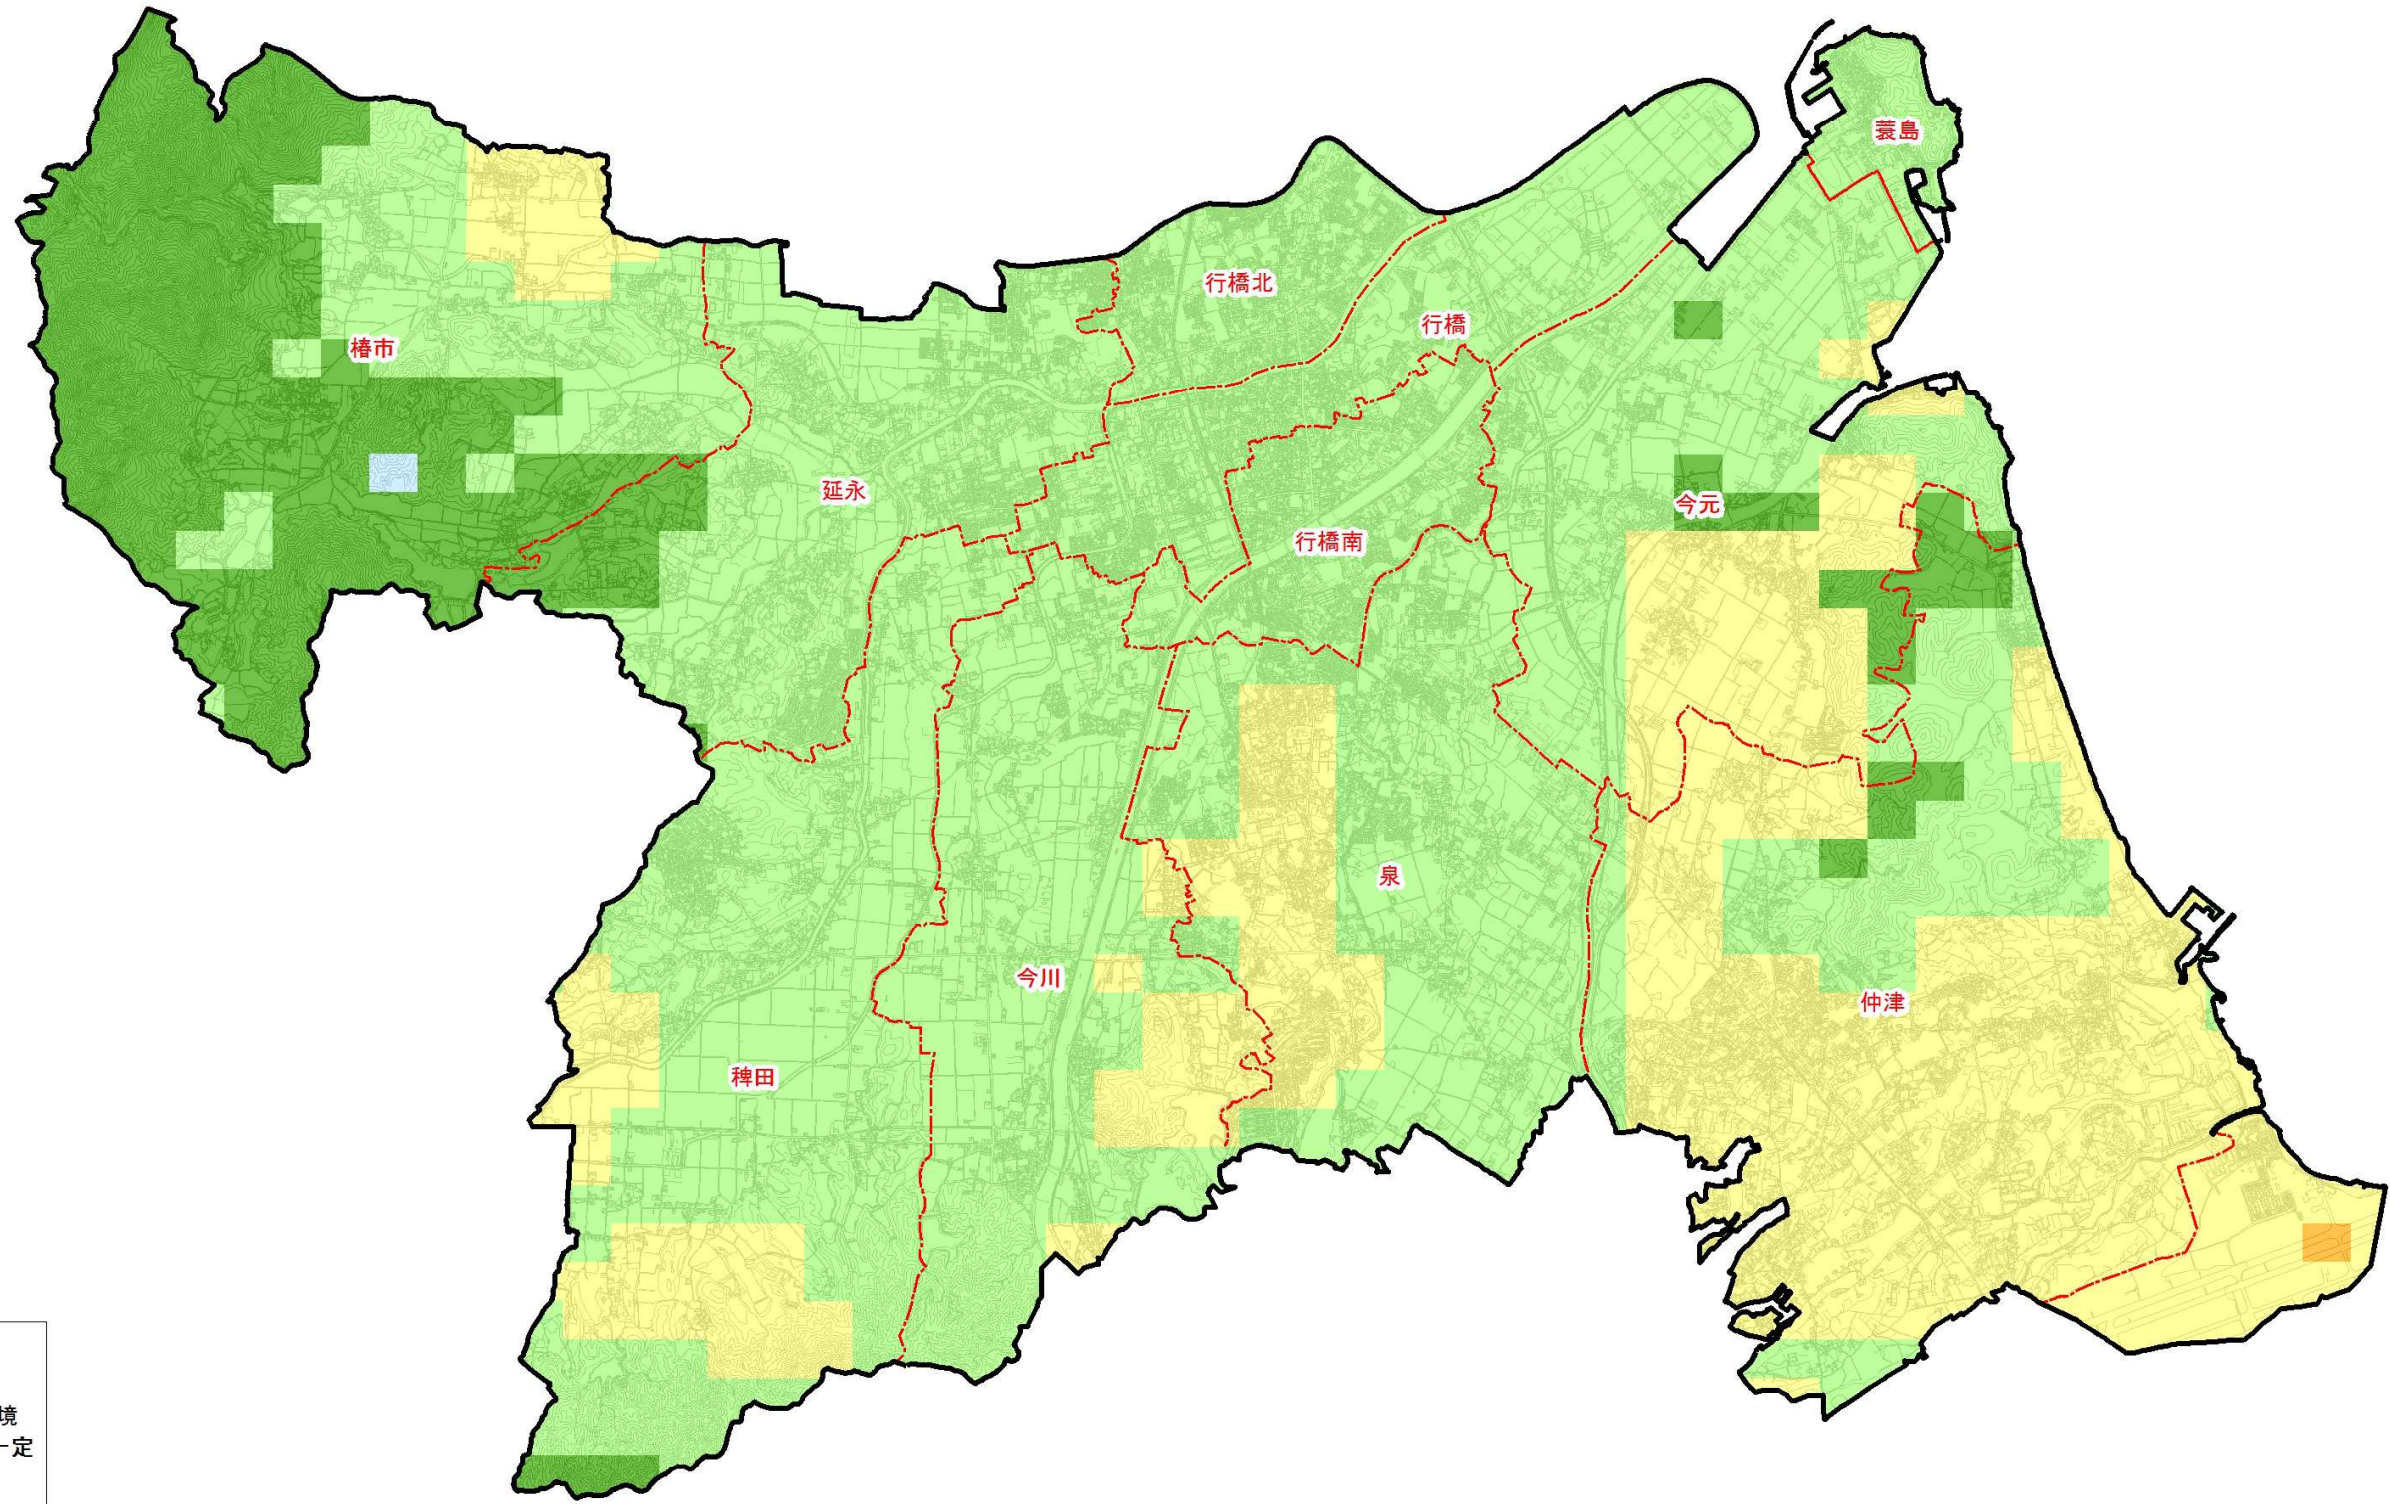 蓑島
行橋北
行橋
椿市
延永
今元
行橋南
泉
今川
仲津
稗田
境
一定